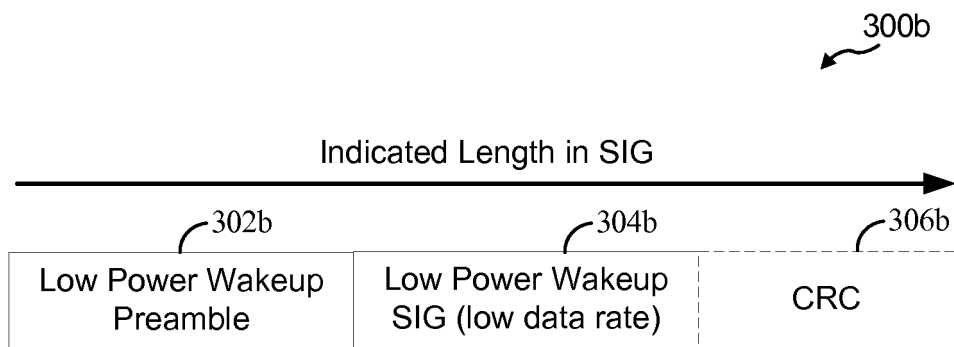 300b
Indicated Length in SIG
302b
304b
306b
Low Power Wakeup
Preamble
Low Power Wakeup
SIG (low data rate)
CRC